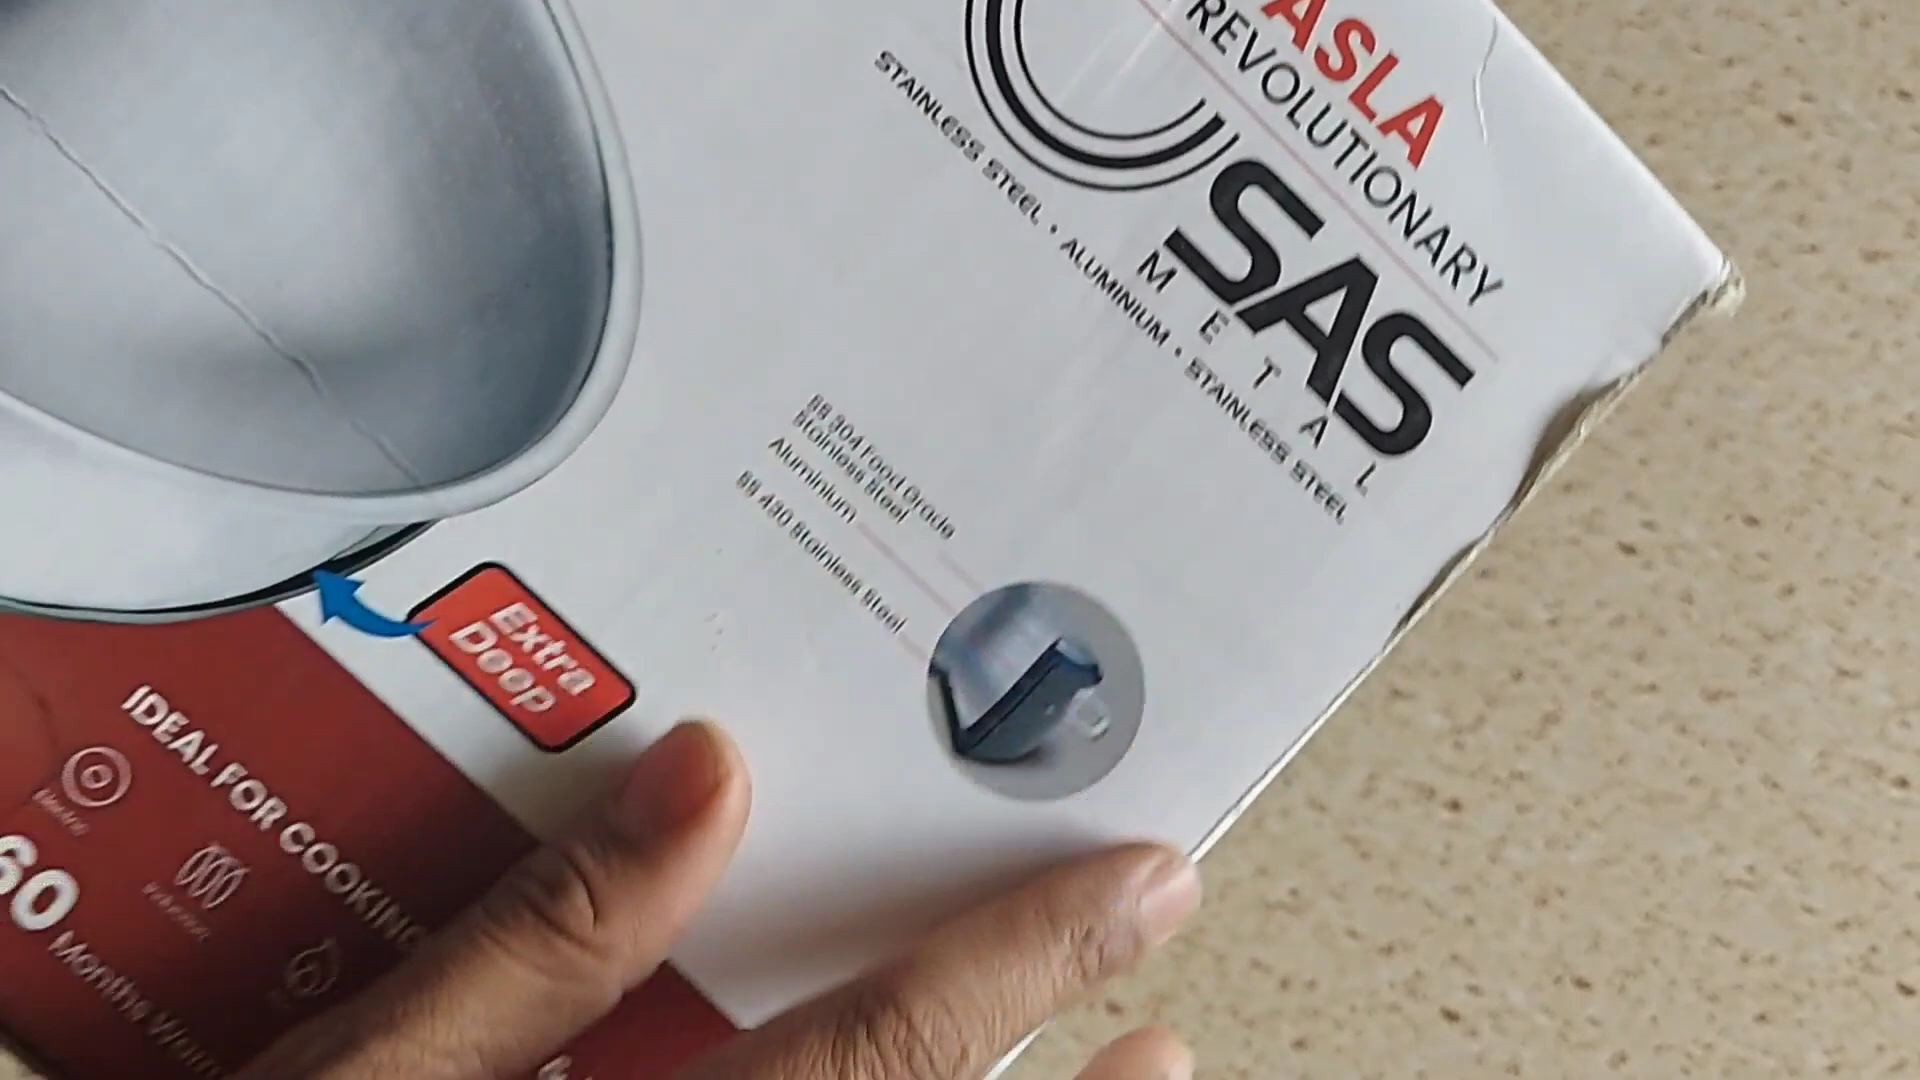 ASLA
REVOLUTIONARY
SAS
METAL
STAINLESS STEEL • ALUMINIUM • STAINLESS STEEL
SS 304 Food Grade
Stainless Steel
Aluminium
SS 430 Stainless Steel
Extra
Deep
IDEAL FOR COOKING
Electric
60 Months